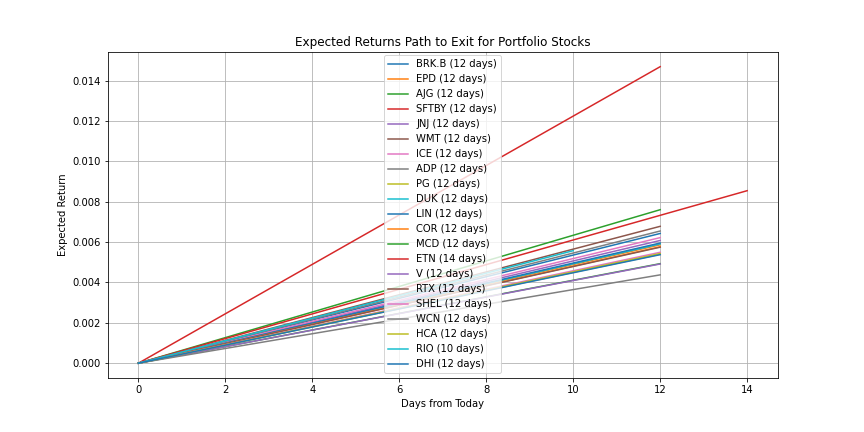 Expected Returns Path to Exit for Portfolio Stocks
0.014
0.012
0.010
0.008
0.006
0.004
0.002
0.000
Expected Return
BRK.B (12 days)
EPD (12 days)
AJG (12 days)
SFTBY (12 days)
JNJ (12 days)
WMT (12 days)
ICE (12 days)
ADP (12 days)
PG (12 days)
DUK (12 days)
LIN (12 days)
COR (12 days)
MCD (12 days)
ETN (14 days)
V (12 days)
RTX (12 days)
SHEL (12 days)
WCN (12 days)
HCA (12 days)
RIO (10 days)
DHI (12 days)
0 2 4 6 8 10 12 14
Days from Today